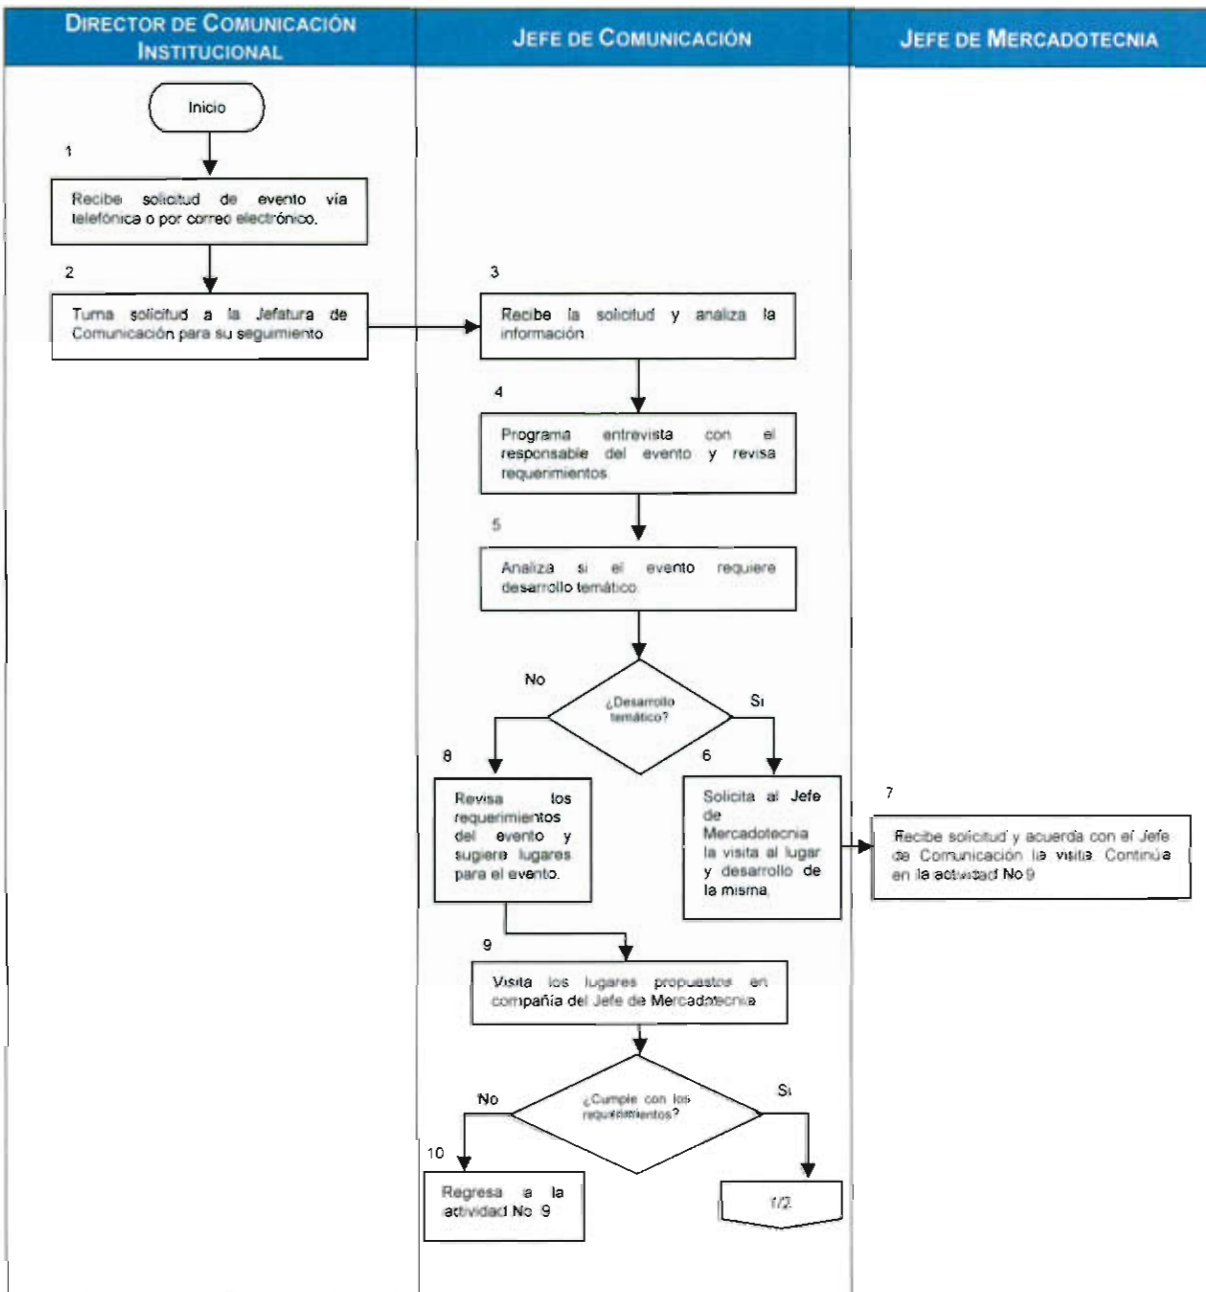 DIRECTOR DE COMUNICACIÓN
INSTITUCIONAL
JEFE DE COMUNICACIÓN
JEFE DE MERCADOTECNIA
Inicio
1
Recibe solicitud de evento vía
telefónica o por correo electrónico.
2
Turna solicitud a la Jefatura de
Comunicación para su seguimiento
3
Recibe la solicitud y analiza la
información
4
Programa entrevista con el
responsable del evento y revisa
requerimientos
5
Analiza si el evento requiere
desarrollo temático
¿Desarrollo
temático?
No
Si
8
Revisa los
requerimientos
del evento y
sugiere lugares
para el evento.
6
Solicita al Jefe
de
Mercadotecnia
la visita al lugar
y desarrollo de
la misma.
7
Recibe solicitud y acuerda con el Jefe
de Comunicación la visita. Continúa
en la actividad No 9
9
Visita los lugares propuestos en
compañía del Jefe de Mercadotecnia
¿Cumple con los
requerimientos?
No
Si
10
Regresa a la
actividad No 9
1/2